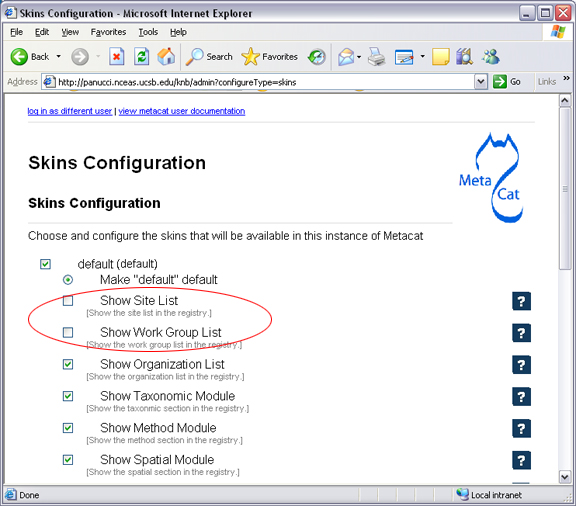 Skins Configuration - Microsoft Internet Explorer
File Edit View Favorites Tools Help
Back Search Favorites
Address http://panucci.nceas.ucsb.edu/knb/admin?configureType=skins Go Links »
log in as different user | view metacat user documentation
Skins Configuration
Meta Cat
Skins Configuration
Choose and configure the skins that will be available in this instance of Metacat
default (default)
Make "default" default
Show Site List ?
[Show the site list in the registry.]
Show Work Group List ?
[Show the work group list in the registry.]
Show Organization List ?
[Show the organization list in the registry.]
Show Taxonomic Module ?
[Show the taxonmic section in the registry.]
Show Method Module ?
[Show the method section in the registry.]
Show Spatial Module ?
[Show the spatial section in the registry.]
Done Local intranet